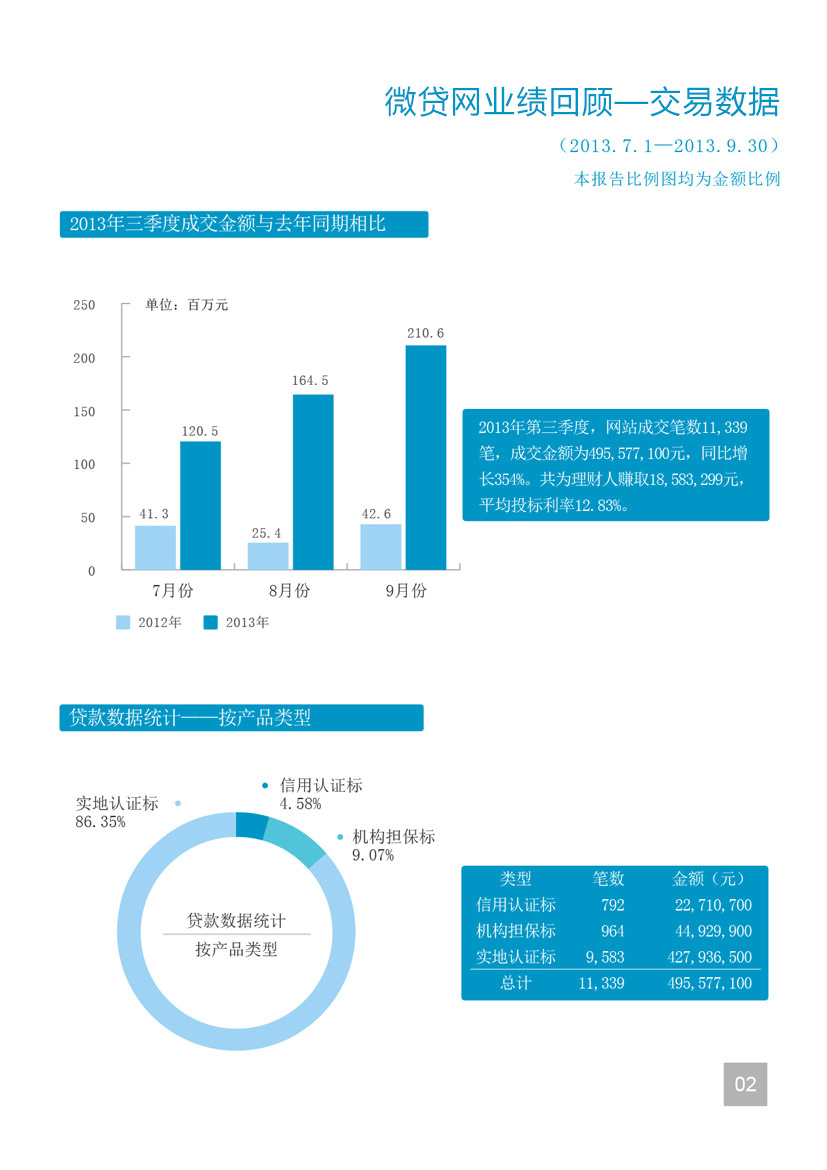 微贷网业绩回顾—交易数据
（2013.7.1—2013.9.30）
本报告比例图均为金额比例
2013年三季度成交金额与去年同期相比
单位：百万元
250
200
150
100
50
0
41.3
120.5
25.4
164.5
42.6
210.6
7月份
8月份
9月份
2012年
2013年
2013年第三季度，网站成交笔数11,339
笔，成交金额为495,577,100元，同比增
长354%。共为理财人赚取18,583,299元，
平均投标利率12.83%。
贷款数据统计——按产品类型
实地认证标
86.35%
信用认证标
4.58%
机构担保标
9.07%
贷款数据统计
按产品类型
类型 笔数 金额（元）
信用认证标 792 22,710,700
机构担保标 964 44,929,900
实地认证标 9,583 427,936,500
总计 11,339 495,577,100
02